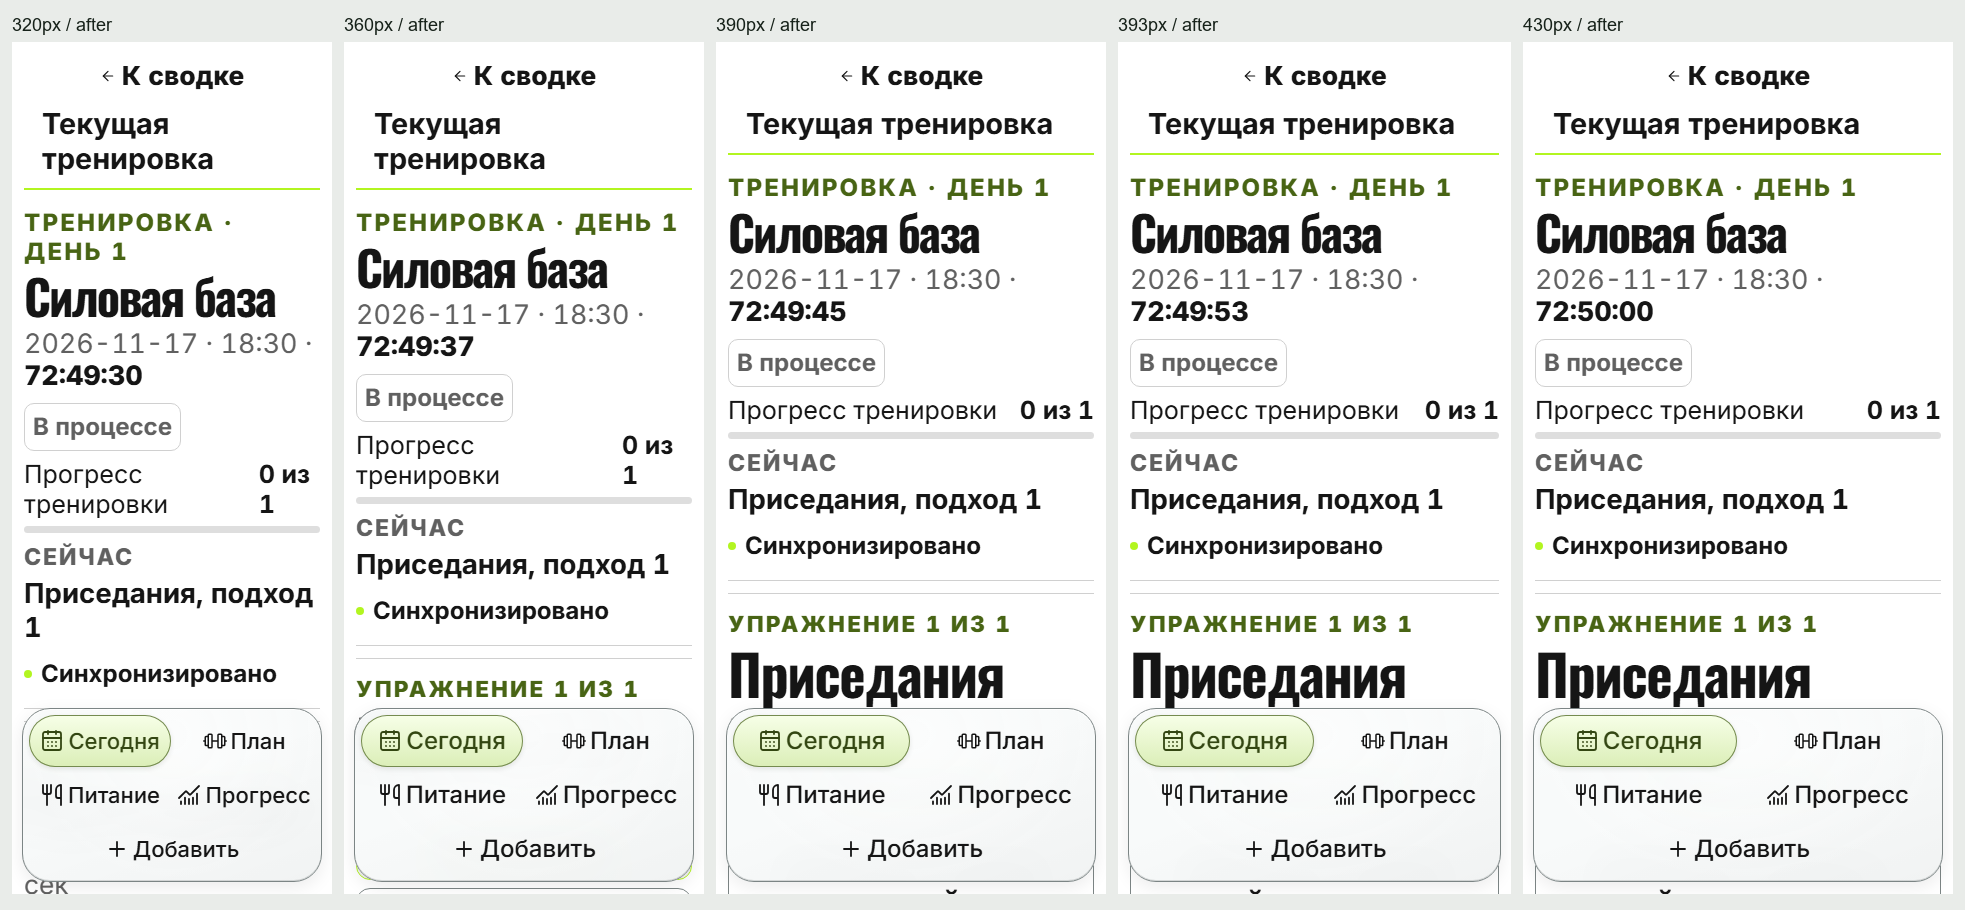 320px / after
← К сводке
Текущая
тренировка
ТРЕНИРОВКА ·
ДЕНЬ 1
Силовая база
2026-11-17 · 18:30 ·
72:49:30
В процессе
Прогресс
тренировки
0 из
1
СЕЙЧАС
Приседания, подход
1
Синхронизировано
Сегодня
План
Питание
Прогресс
+ Добавить
сек
360px / after
← К сводке
Текущая
тренировка
ТРЕНИРОВКА · ДЕНЬ 1
Силовая база
2026-11-17 · 18:30 ·
72:49:37
В процессе
Прогресс
тренировки
0 из
1
СЕЙЧАС
Приседания, подход 1
Синхронизировано
УПРАЖНЕНИЕ 1 ИЗ 1
Сегодня
План
Питание
Прогресс
+ Добавить
390px / after
← К сводке
Текущая тренировка
ТРЕНИРОВКА · ДЕНЬ 1
Силовая база
2026-11-17 · 18:30 ·
72:49:45
В процессе
Прогресс тренировки 0 из 1
СЕЙЧАС
Приседания, подход 1
Синхронизировано
УПРАЖНЕНИЕ 1 ИЗ 1
Приседания
Сегодня
План
Питание
Прогресс
+ Добавить
393px / after
← К сводке
Текущая тренировка
ТРЕНИРОВКА · ДЕНЬ 1
Силовая база
2026-11-17 · 18:30 ·
72:49:53
В процессе
Прогресс тренировки 0 из 1
СЕЙЧАС
Приседания, подход 1
Синхронизировано
УПРАЖНЕНИЕ 1 ИЗ 1
Приседания
Сегодня
План
Питание
Прогресс
+ Добавить
430px / after
← К сводке
Текущая тренировка
ТРЕНИРОВКА · ДЕНЬ 1
Силовая база
2026-11-17 · 18:30 ·
72:50:00
В процессе
Прогресс тренировки 0 из 1
СЕЙЧАС
Приседания, подход 1
Синхронизировано
УПРАЖНЕНИЕ 1 ИЗ 1
Приседания
Сегодня
План
Питание
Прогресс
+ Добавить